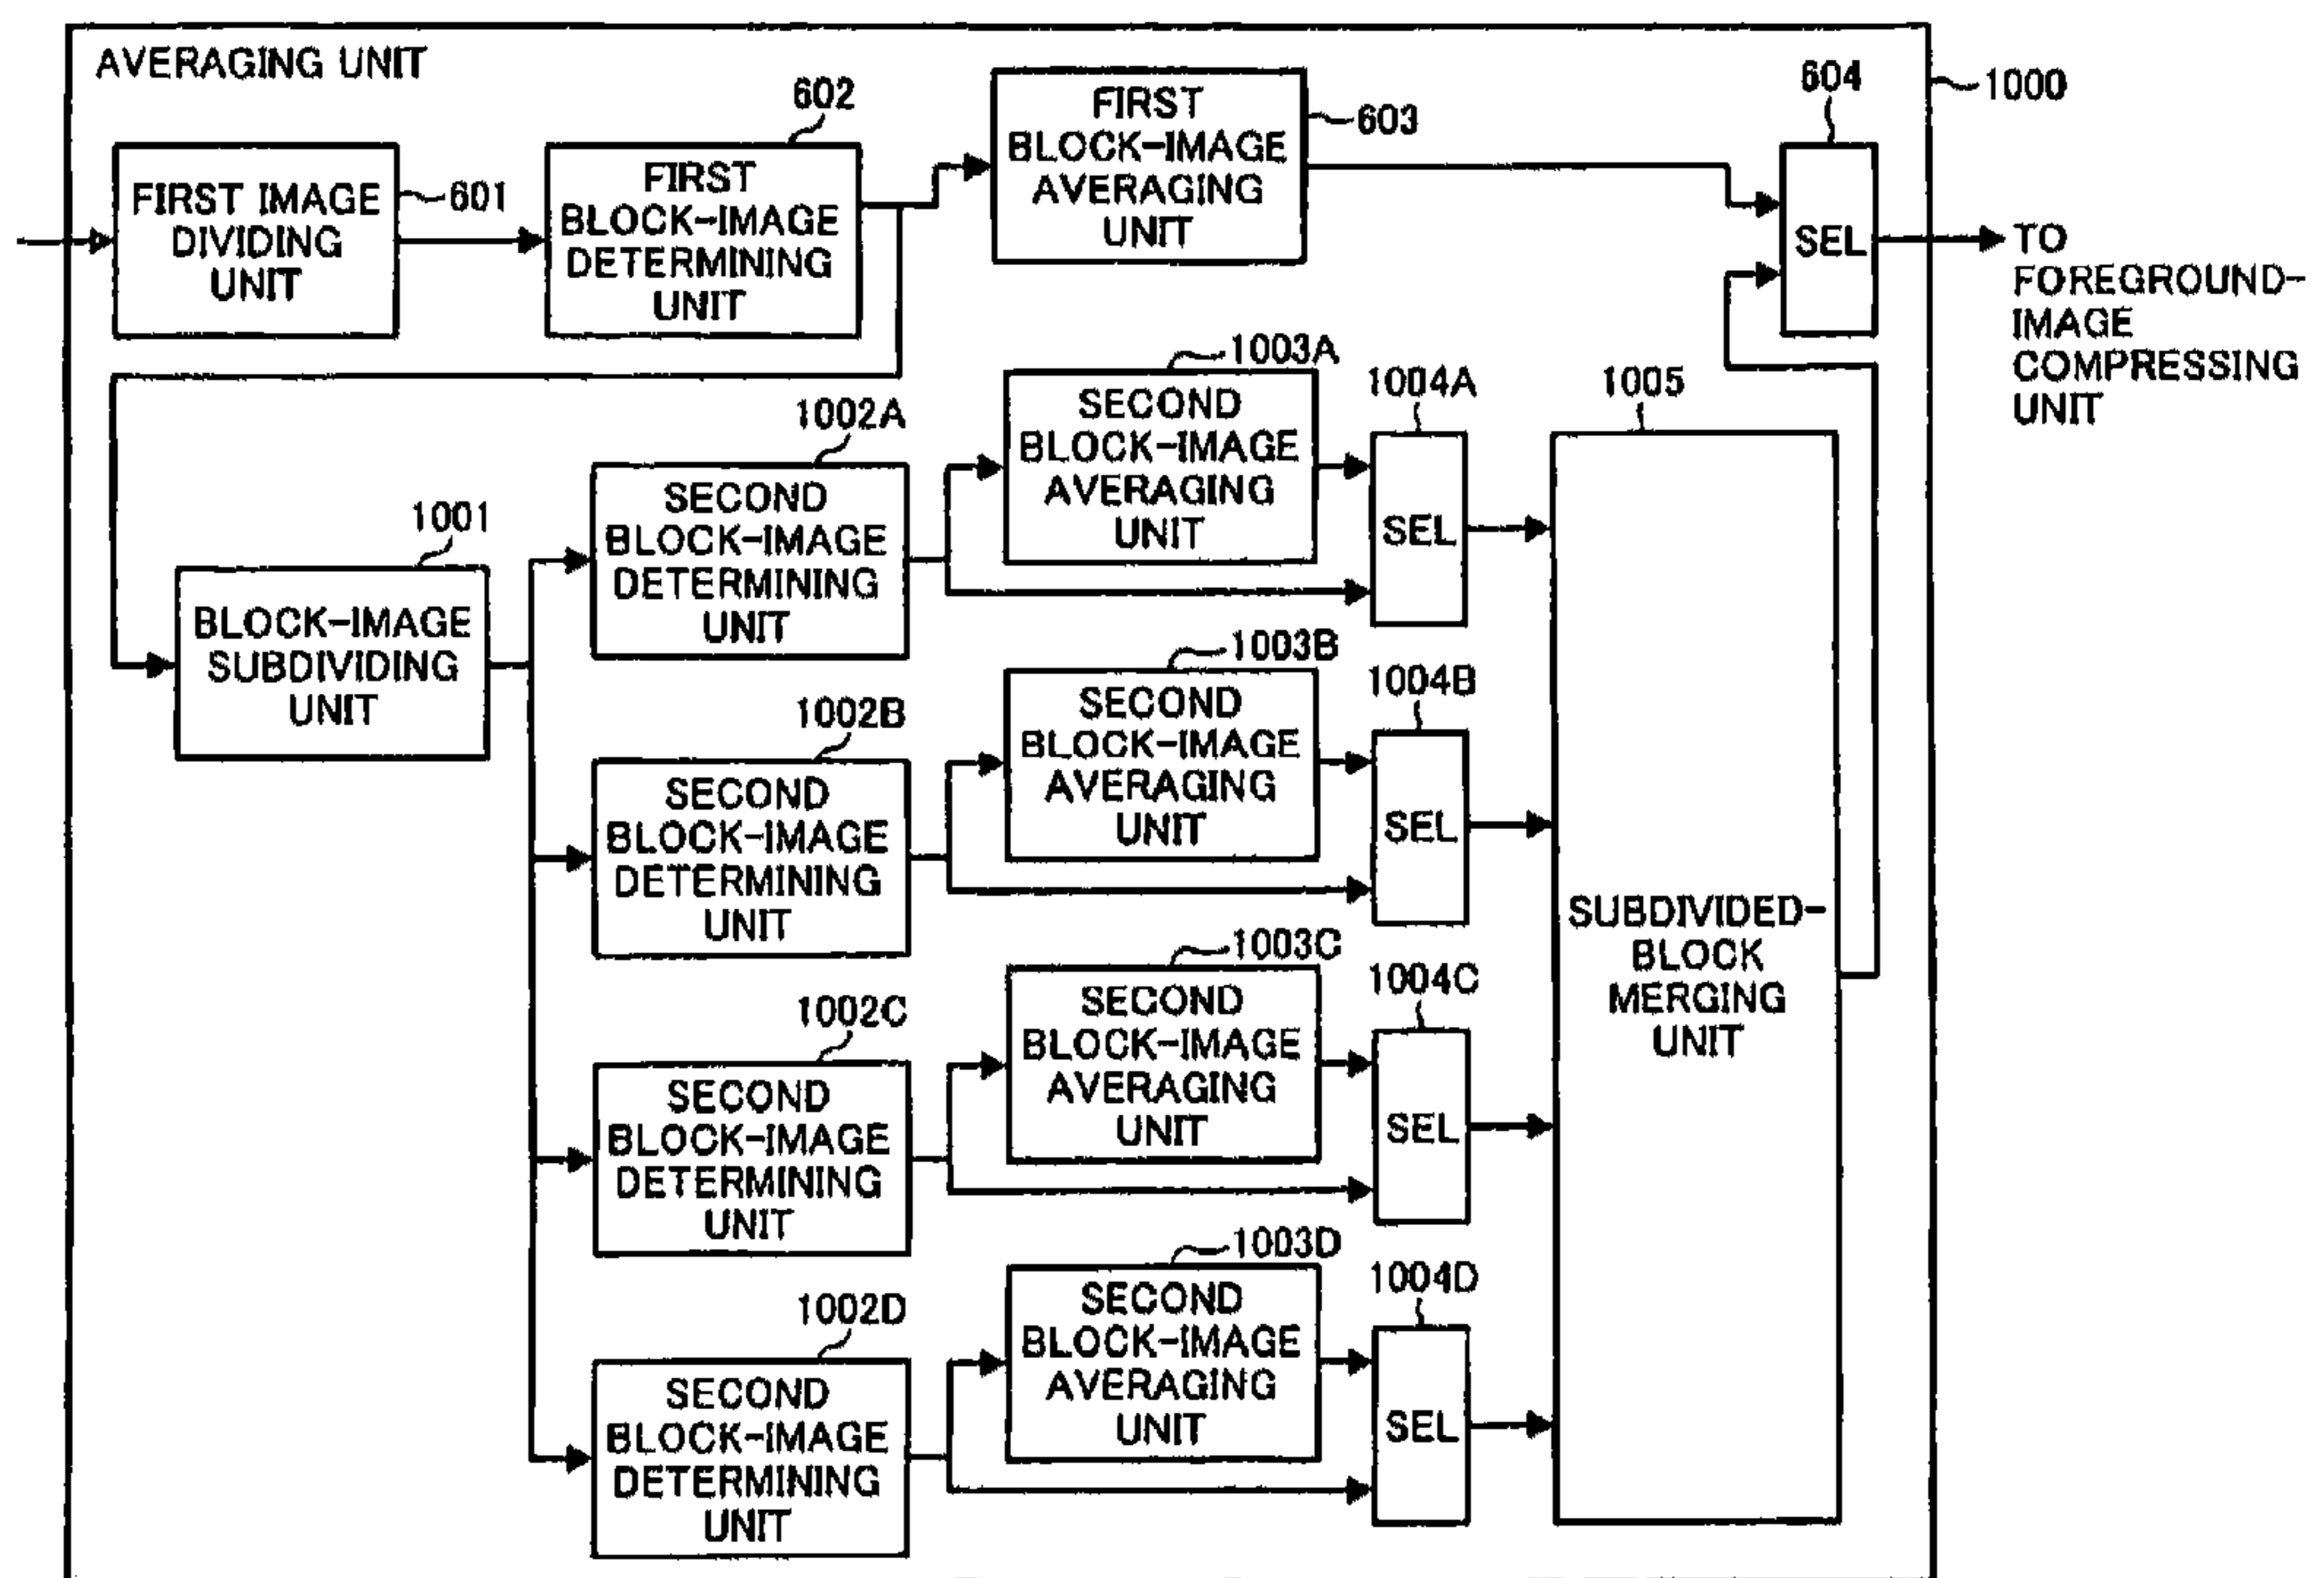 AVERAGING UNIT
1000
FIRST IMAGE
DIVIDING
UNIT
601
602
FIRST
BLOCK-IMAGE
DETERMINING
UNIT
FIRST
BLOCK-IMAGE
AVERAGING
UNIT
603
604
SEL
TO
FOREGROUND-
IMAGE
COMPRESSING
UNIT
1001
BLOCK-IMAGE
SUBDIVIDING
UNIT
1002A
SECOND
BLOCK-IMAGE
DETERMINING
UNIT
1003A
SECOND
BLOCK-IMAGE
AVERAGING
UNIT
1004A
SEL
1002B
SECOND
BLOCK-IMAGE
DETERMINING
UNIT
1003B
SECOND
BLOCK-IMAGE
AVERAGING
UNIT
1004B
SEL
1002C
SECOND
BLOCK-IMAGE
DETERMINING
UNIT
1003C
SECOND
BLOCK-IMAGE
AVERAGING
UNIT
1004C
SEL
1002D
SECOND
BLOCK-IMAGE
DETERMINING
UNIT
1003D
SECOND
BLOCK-IMAGE
AVERAGING
UNIT
1004D
SEL
1005
SUBDIVIDED-
BLOCK
MERGING
UNIT